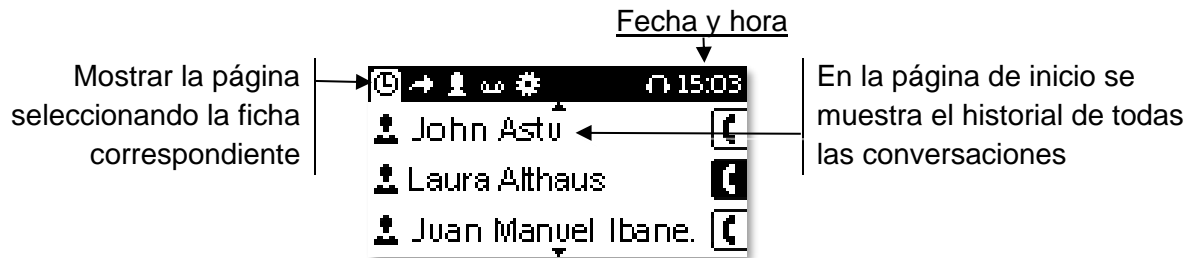 Fecha y hora
Mostrar la página
seleccionando la ficha
correspondiente
15:03
John Astu
Laura Althaus
Juan Manuel Ibane.
En la página de inicio se
muestra el historial de todas
las conversaciones